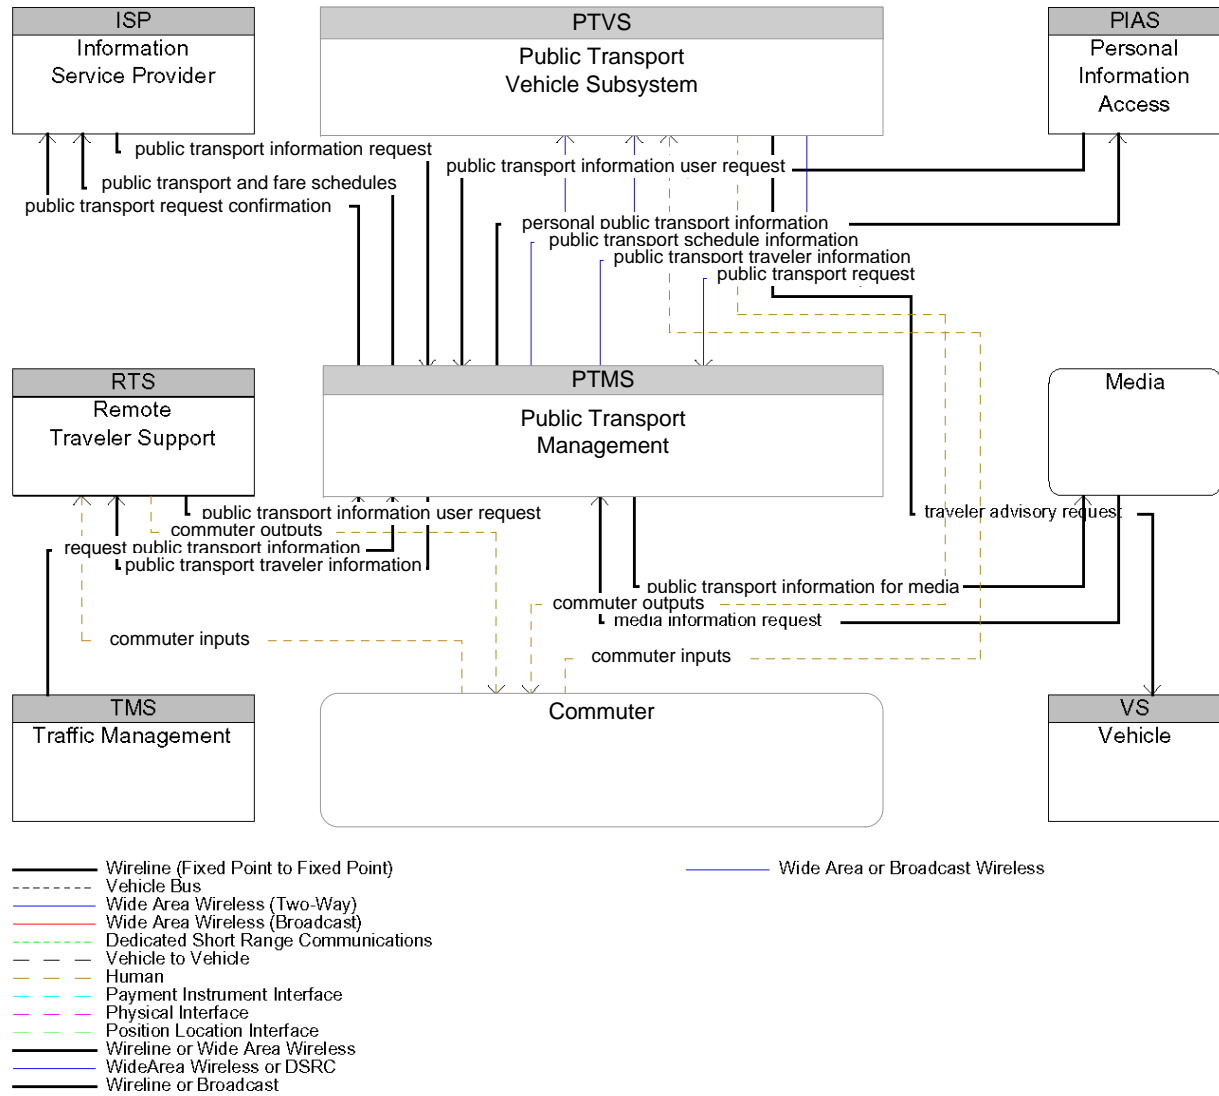 ISP
Information
Service Provider
PTVS
Public Transport
Vehicle Subsystem
PIAS
Personal
Information
Access
public transport information request
public transport information user request
public transport and fare schedules
public transport request confirmation
personal public transport information
public transport schedule information
public transport traveler information
public transport request
RTS
Remote
Traveler Support
PTMS
Public Transport
Management
Media
public transport information user request
traveler advisory request
commuter outputs
request public transport information
public transport traveler information
public transport information for media
commuter outputs
media information request
commuter inputs
commuter inputs
TMS
Traffic Management
Commuter
VS
Vehicle
Wireline (Fixed Point to Fixed Point)
Wide Area or Broadcast Wireless
Vehicle Bus
Wide Area Wireless (Two-Way)
Wide Area Wireless (Broadcast)
Dedicated Short Range Communications
Vehicle to Vehicle
Human
Payment Instrument Interface
Physical Interface
Position Location Interface
Wireline or Wide Area Wireless
WideArea Wireless or DSRC
Wireline or Broadcast